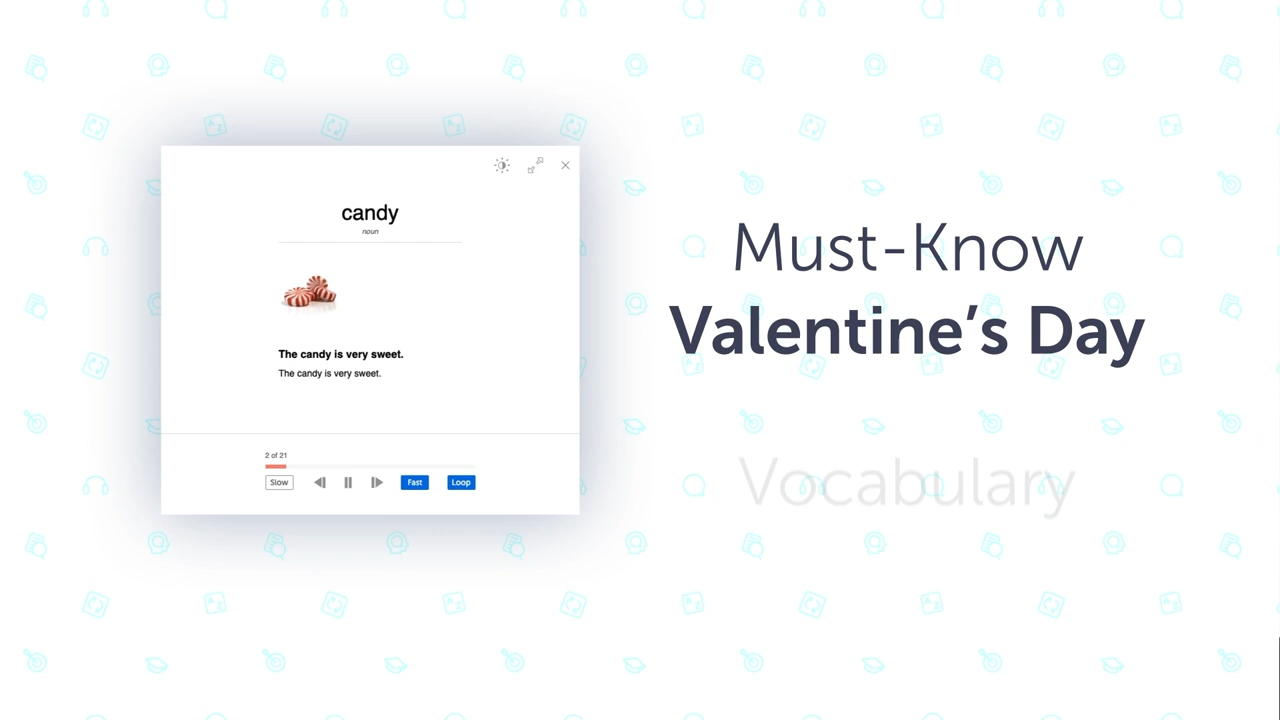 candy
noun
The candy is very sweet.
The candy is very sweet.
2 of 21
Slow
Fast
Loop
Must-Know
Valentine's Day
Vocabulary